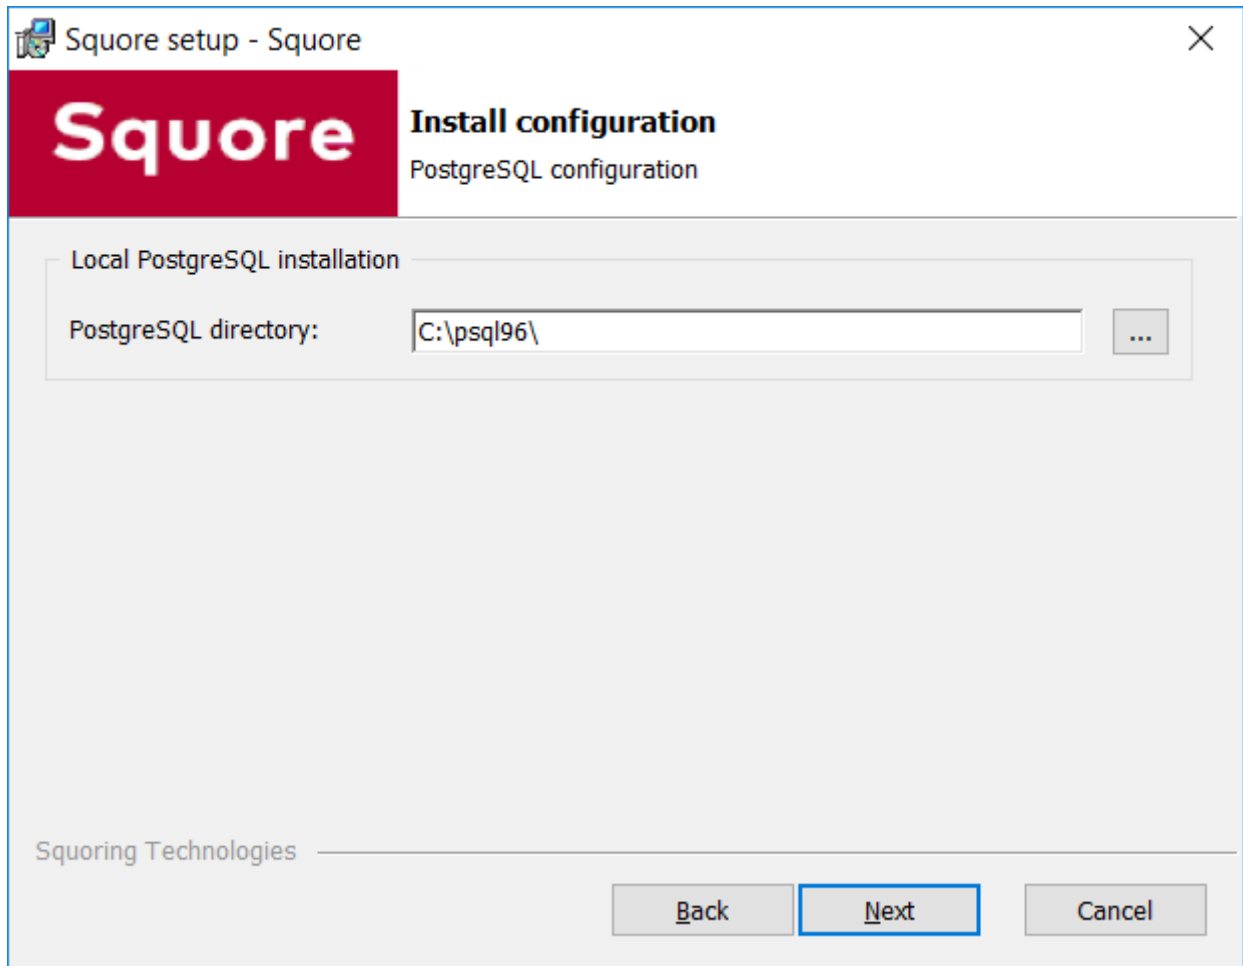 Squore setup - Squore
Squore
Install configuration
PostgreSQL configuration
Local PostgreSQL installation
PostgreSQL directory:
C:\psql96\
...
Squoring Technologies
Back
Next
Cancel